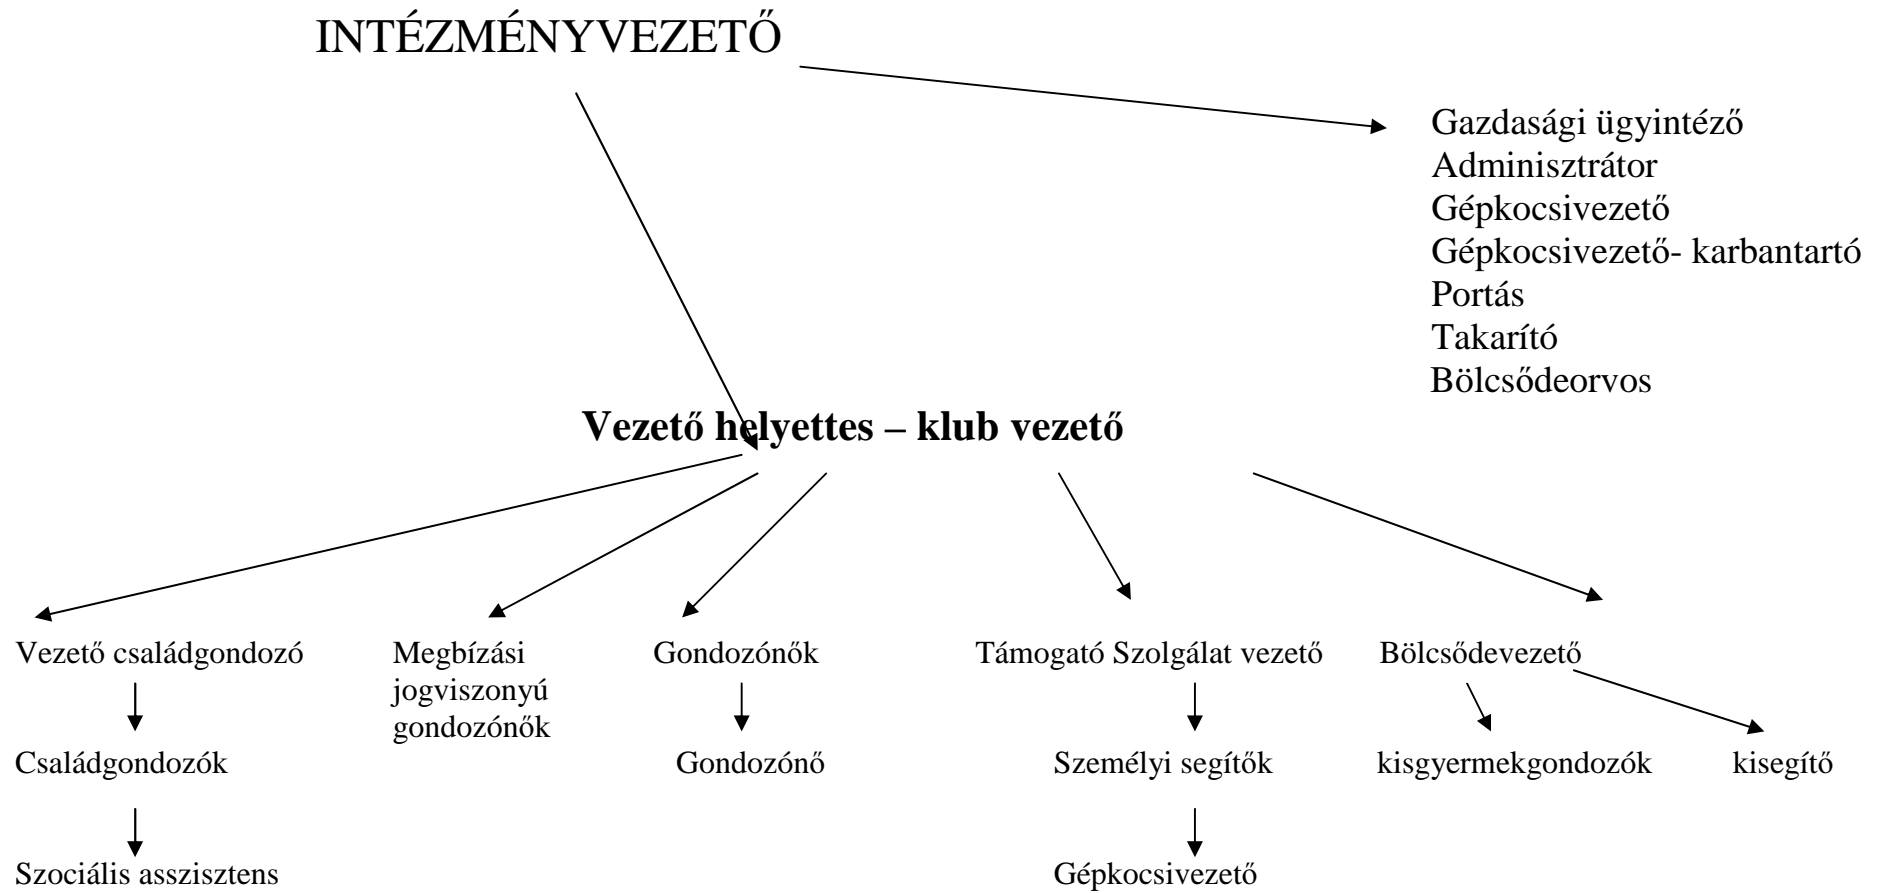 INTÉZMÉNYVEZETŐ
Gazdasági ügyintéző
Adminisztrátor
Gépkocsivezető
Gépkocsivezető- karbantartó
Portás
Takarító
Bölcsődeorvos
Vezető helyettes – klub vezető
Vezető családgondozó
Megbízási
jogviszonyú
gondozónők
Gondozónők
Támogató Szolgálat vezető
Bölcsődevezető
Családgondozók
Gondozónő
Személyi segítők
kisgyermekgondozók
kisegítő
Szociális asszisztens
Gépkocsivezető